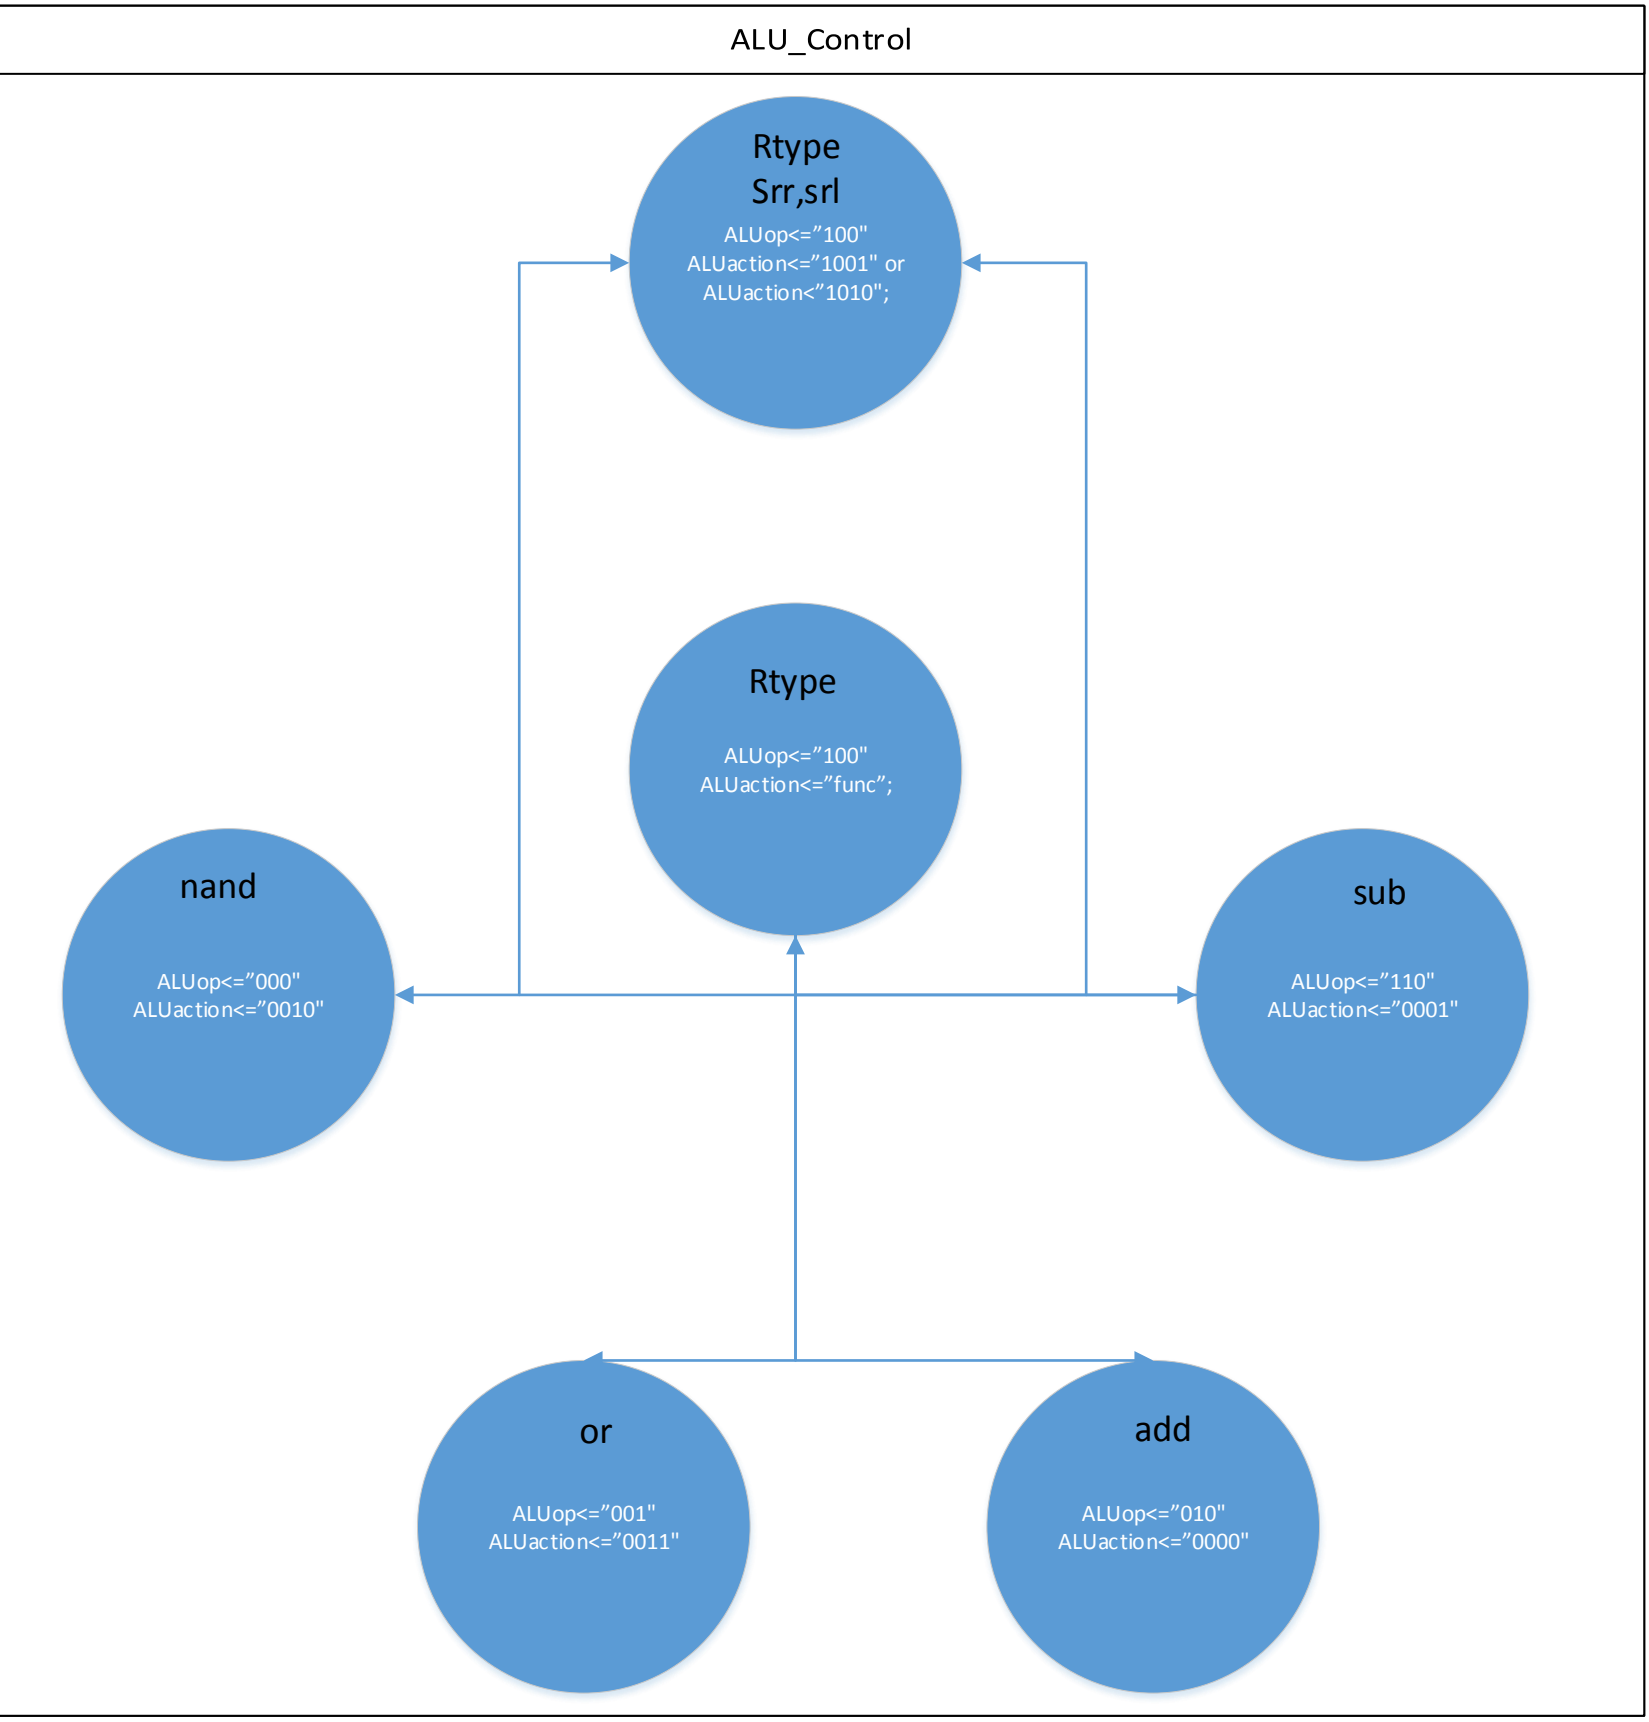 ALU_Control
Rtype
Srr,srl
ALUop<=”100"
ALUaction<=”1001" or
ALUaction<”1010";
Rtype
ALUop<=”100"
ALUaction<=”func”;
nand
ALUop<=”000"
ALUaction<=”0010"
sub
ALUop<=”110"
ALUaction<=”0001"
or
ALUop<=”001"
ALUaction<=”0011"
add
ALUop<=”010"
ALUaction<=”0000"